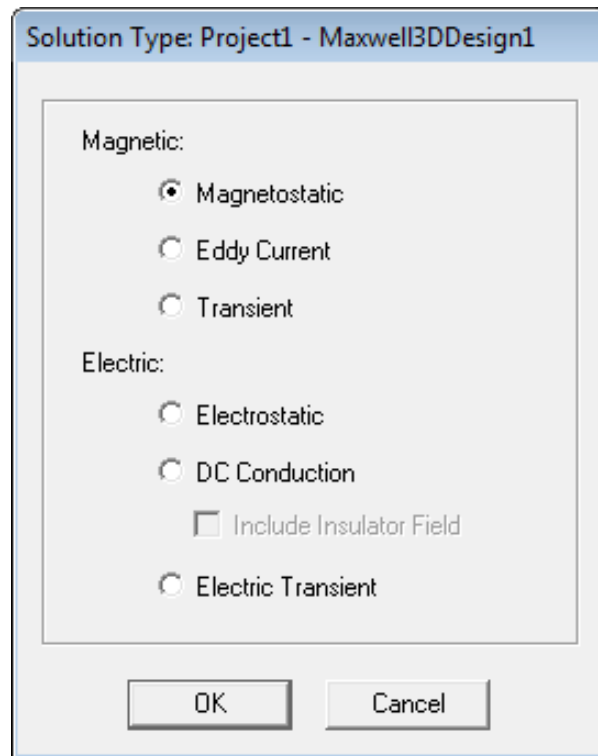 Solution Type: Project1 - Maxwell3DDesign1
Magnetic:
Magnetostatic
Eddy Current
Transient
Electric:
Electrostatic
DC Conduction
Include Insulator Field
Electric Transient
OK
Cancel